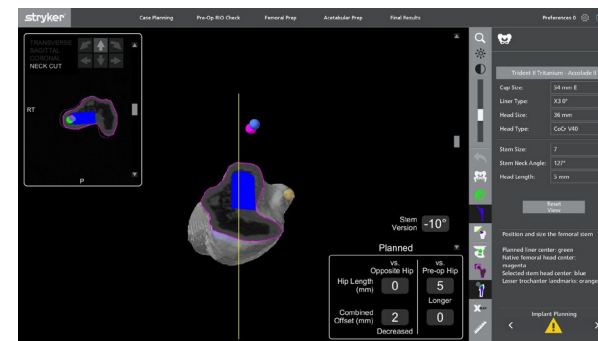 stryker
Case Planning
Pre-Op RIO Check
Femoral Prep
Acetabular Prep
Final Results
Preferences 0
TRANSVERSE
SAGITTAL
CORONAL
NECK CUT
RT
P
Stem
Version
-10°
Planned
vs.
Opposite Hip
vs.
Pre-op Hip
Hip Length
(mm)
0
5
Longer
Combined
Offset (mm)
2
0
Decreased
Trident II Tritanium - Accolade II
Cup Size:
54 mm E
Liner Type:
X3 0°
Head Size:
36 mm
Head Type:
CoCr V40
Stem Size:
7
Stem Neck Angle:
127°
Head Length:
5 mm
Reset
View
Position and size the femoral stem
Planned liner center: green
Native femoral head center:
magenta
Selected stem head center: blue
Lesser trochanter landmarks: orange
Implant Planning